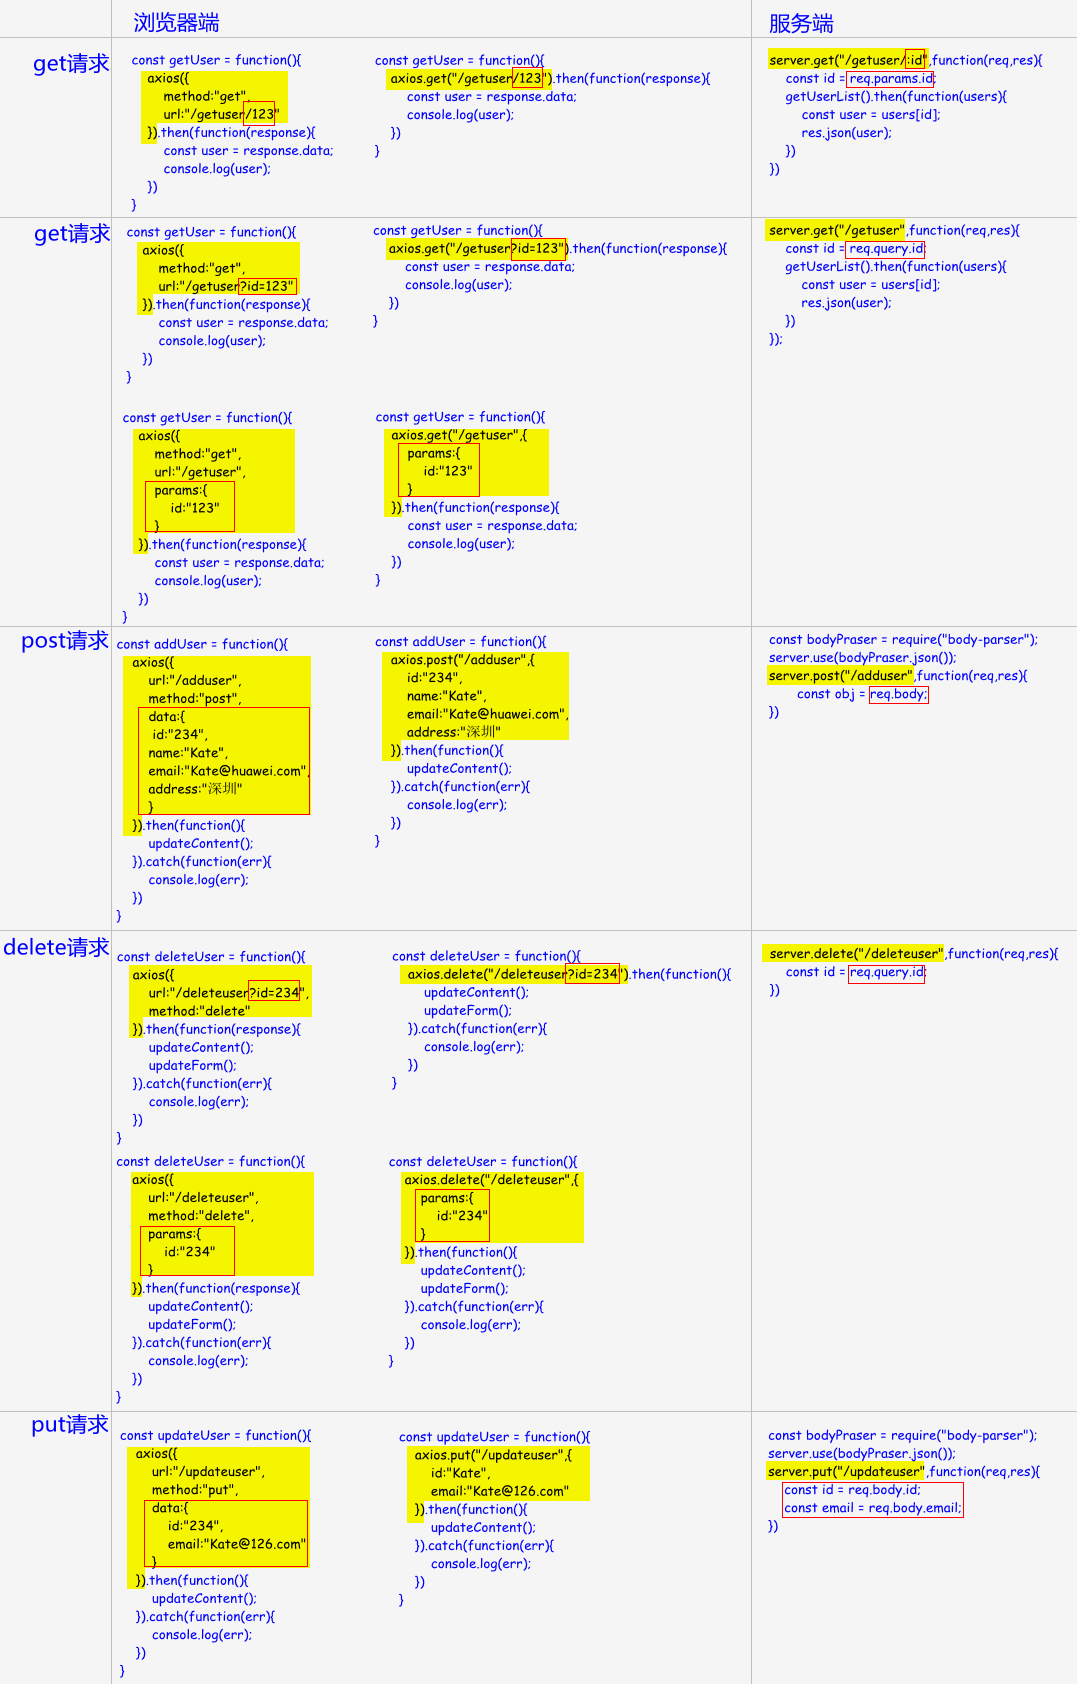 浏览器端
服务端
get请求
const getUser = function(){
axios({
method:"get",
url:"/getuser/123"
}).then(function(response){
const user = response.data;
console.log(user);
})
}
const getUser = function(){
axios.get("/getuser/123").then(function(response){
const user = response.data;
console.log(user);
})
}
server.get("/getuser/:id",function(req,res){
const id = req.params.id;
getUserList().then(function(users){
const user = users[id];
res.json(user);
})
})
get请求
const getUser = function(){
axios({
method:"get",
url:"/getuser?id=123"
}).then(function(response){
const user = response.data;
console.log(user);
})
}
const getUser = function(){
axios.get("/getuser?id=123").then(function(response){
const user = response.data;
console.log(user);
})
}
server.get("/getuser",function(req,res){
const id = req.query.id;
getUserList().then(function(users){
const user = users[id];
res.json(user);
})
});
const getUser = function(){
axios({
method:"get",
url:"/getuser",
params:{
id:"123"
}
}).then(function(response){
const user = response.data;
console.log(user);
})
}
const getUser = function(){
axios.get("/getuser",{
params:{
id:"123"
}
}).then(function(response){
const user = response.data;
console.log(user);
})
}
post请求
const addUser = function(){
axios({
url:"/adduser",
method:"post",
data:{
id:"234",
name:"Kate",
email:"Kate@huawei.com",
address:"深圳"
}
}).then(function(){
updateContent();
}).catch(function(err){
console.log(err);
})
}
const addUser = function(){
axios.post("/adduser",{
id:"234",
name:"Kate",
email:"Kate@huawei.com",
address:"深圳"
}).then(function(){
updateContent();
}).catch(function(err){
console.log(err);
})
}
const bodyPraser = require("body-parser");
server.use(bodyPraser.json());
server.post("/adduser",function(req,res){
const obj = req.body;
})
delete请求
const deleteUser = function(){
axios({
url:"/deleteuser?id=234",
method:"delete"
}).then(function(response){
updateContent();
updateForm();
}).catch(function(err){
console.log(err);
})
}
const deleteUser = function(){
axios.delete("/deleteuser?id=234").then(function(){
updateContent();
updateForm();
}).catch(function(err){
console.log(err);
})
}
server.delete("/deleteuser",function(req,res){
const id = req.query.id;
})
const deleteUser = function(){
axios({
url:"/deleteuser",
method:"delete",
params:{
id:"234"
}
}).then(function(response){
updateContent();
updateForm();
}).catch(function(err){
console.log(err);
})
}
const deleteUser = function(){
axios.delete("/deleteuser",{
params:{
id:"234"
}
}).then(function(){
updateContent();
updateForm();
}).catch(function(err){
console.log(err);
})
}
put请求
const updateUser = function(){
axios({
url:"/updateuser",
method:"put",
data:{
id:"234",
email:"Kate@126.com"
}
}).then(function(){
updateContent();
}).catch(function(err){
console.log(err);
})
}
const updateUser = function(){
axios.put("/updateuser",{
id:"Kate",
email:"Kate@126.com"
}).then(function(){
updateContent();
}).catch(function(err){
console.log(err);
})
}
const bodyPraser = require("body-parser");
server.use(bodyPraser.json());
server.put("/updateuser",function(req,res){
const id = req.body.id;
const email = req.body.email;
})